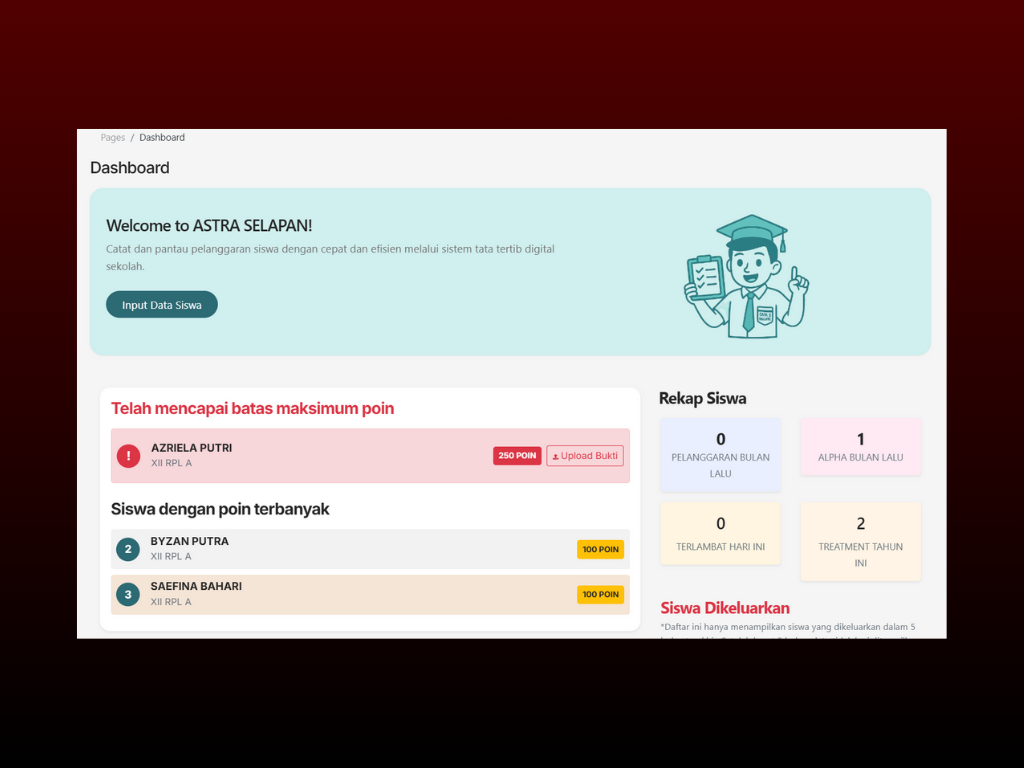 Pages / Dashboard
Dashboard
Welcome to ASTRA SELAPAN!
Catat dan pantau pelanggaran siswa dengan cepat dan efisien melalui sistem tata tertib digital
sekolah.
Input Data Siswa
Telah mencapai batas maksimum poin
!
AZRIELA PUTRI
XII RPL A
250 POIN
Upload Bukti
Siswa dengan poin terbanyak
2
BYZAN PUTRA
XII RPL A
100 POIN
3
SAEFINA BAHARI
XII RPL A
100 POIN
Rekap Siswa
0
PELANGGARAN BULAN
LALU
1
ALPHA BULAN LALU
0
TERLAMBAT HARI INI
2
TREATMENT TAHUN
INI
Siswa Dikeluarkan
*Daftar ini hanya menampilkan siswa yang dikeluarkan dalam 5